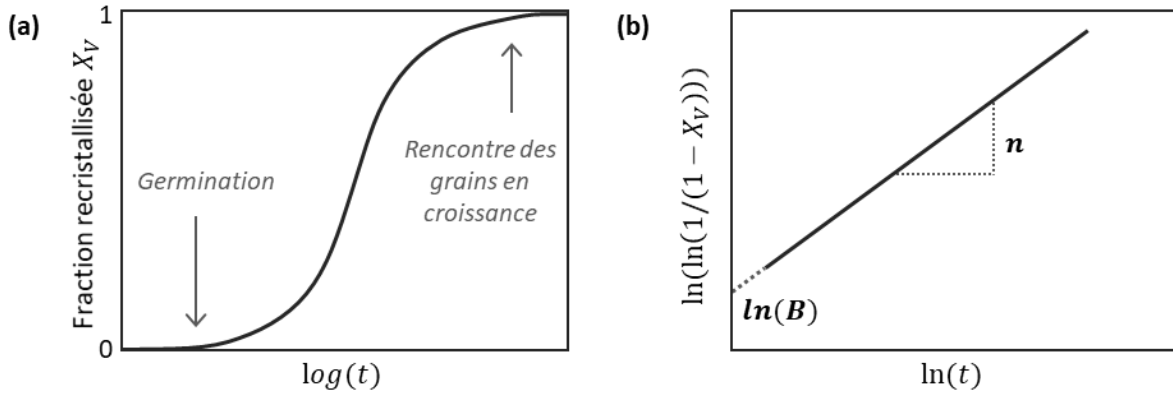 (a)
Fraction recristallisée X_V
1
0
Germination
Rencontre des
grains en
croissance
log(t)
(b)
ln(ln(1/(1 − X_V)))
n
ln(B)
ln(t)